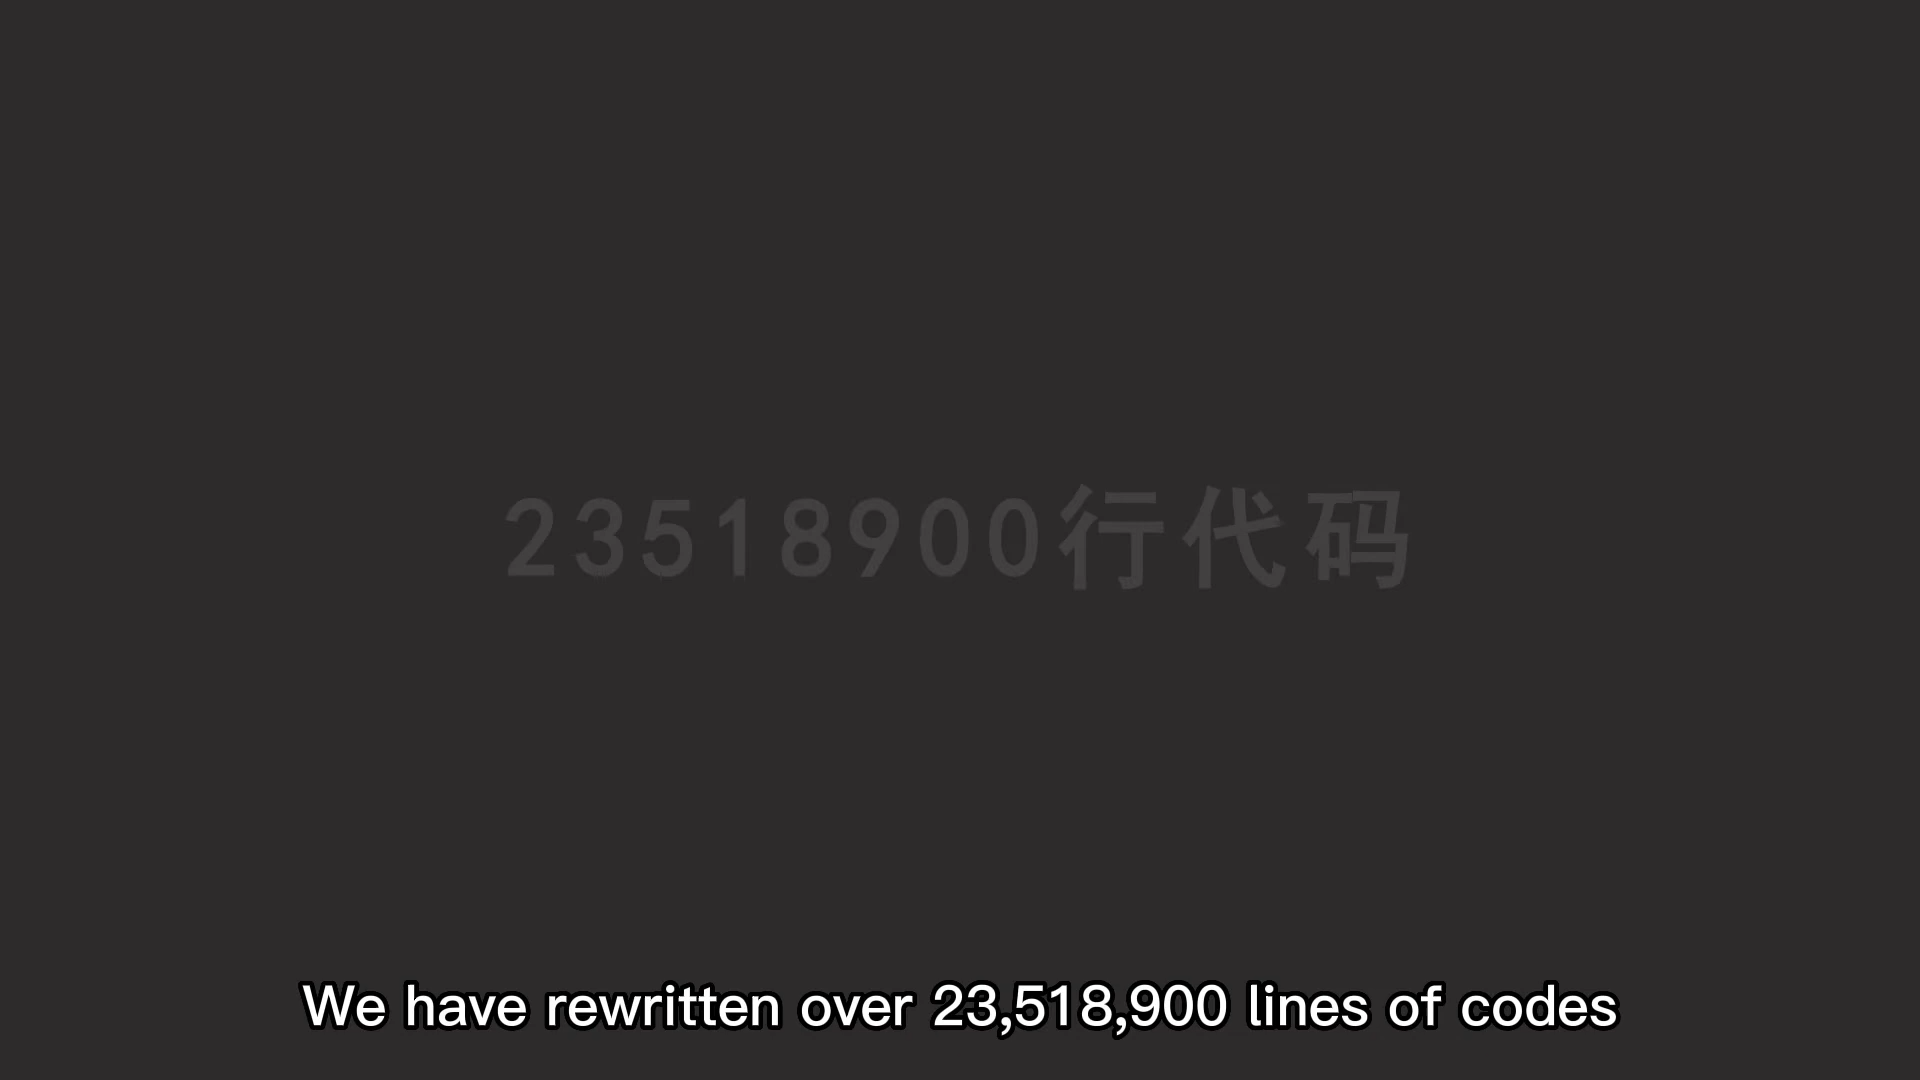 23518900行代码
We have rewritten over 23,518,900 lines of codes